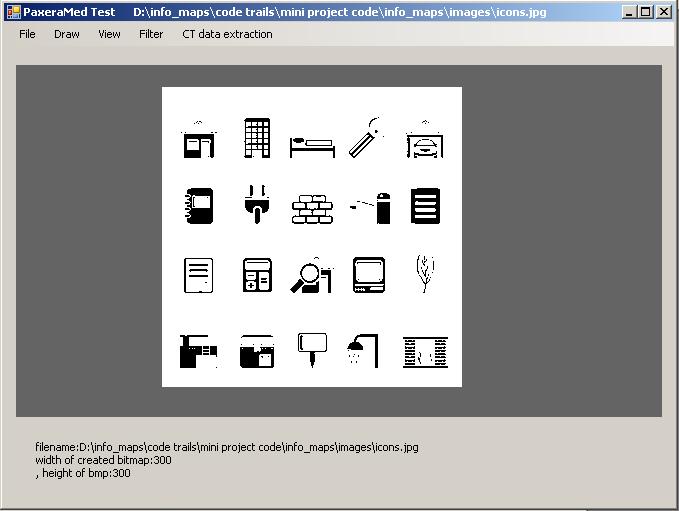 PaxeraMed Test D:\info_maps\code trails\mini project code\info_maps\images\icons.jpg
File Draw View Filter CT data extraction
filename:D:\info_maps\code trails\mini project code\info_maps\images\icons.jpg
width of created bitmap:300
, height of bmp:300